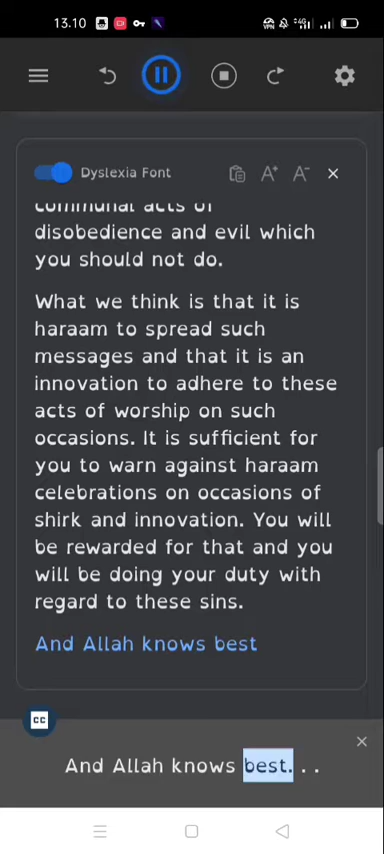 13.10
Dyslexia Font
A+ A-
communal acts of
disobedience and evil which
you should not do.
What we think is that it is
haraam to spread such
messages and that it is an
innovation to adhere to these
acts of worship on such
occasions. It is sufficient for
you to warn against haraam
celebrations on occasions of
shirk and innovation. You will
be rewarded for that and you
will be doing your duty with
regard to these sins.
And Allah knows best
CC
And Allah knows best. . .